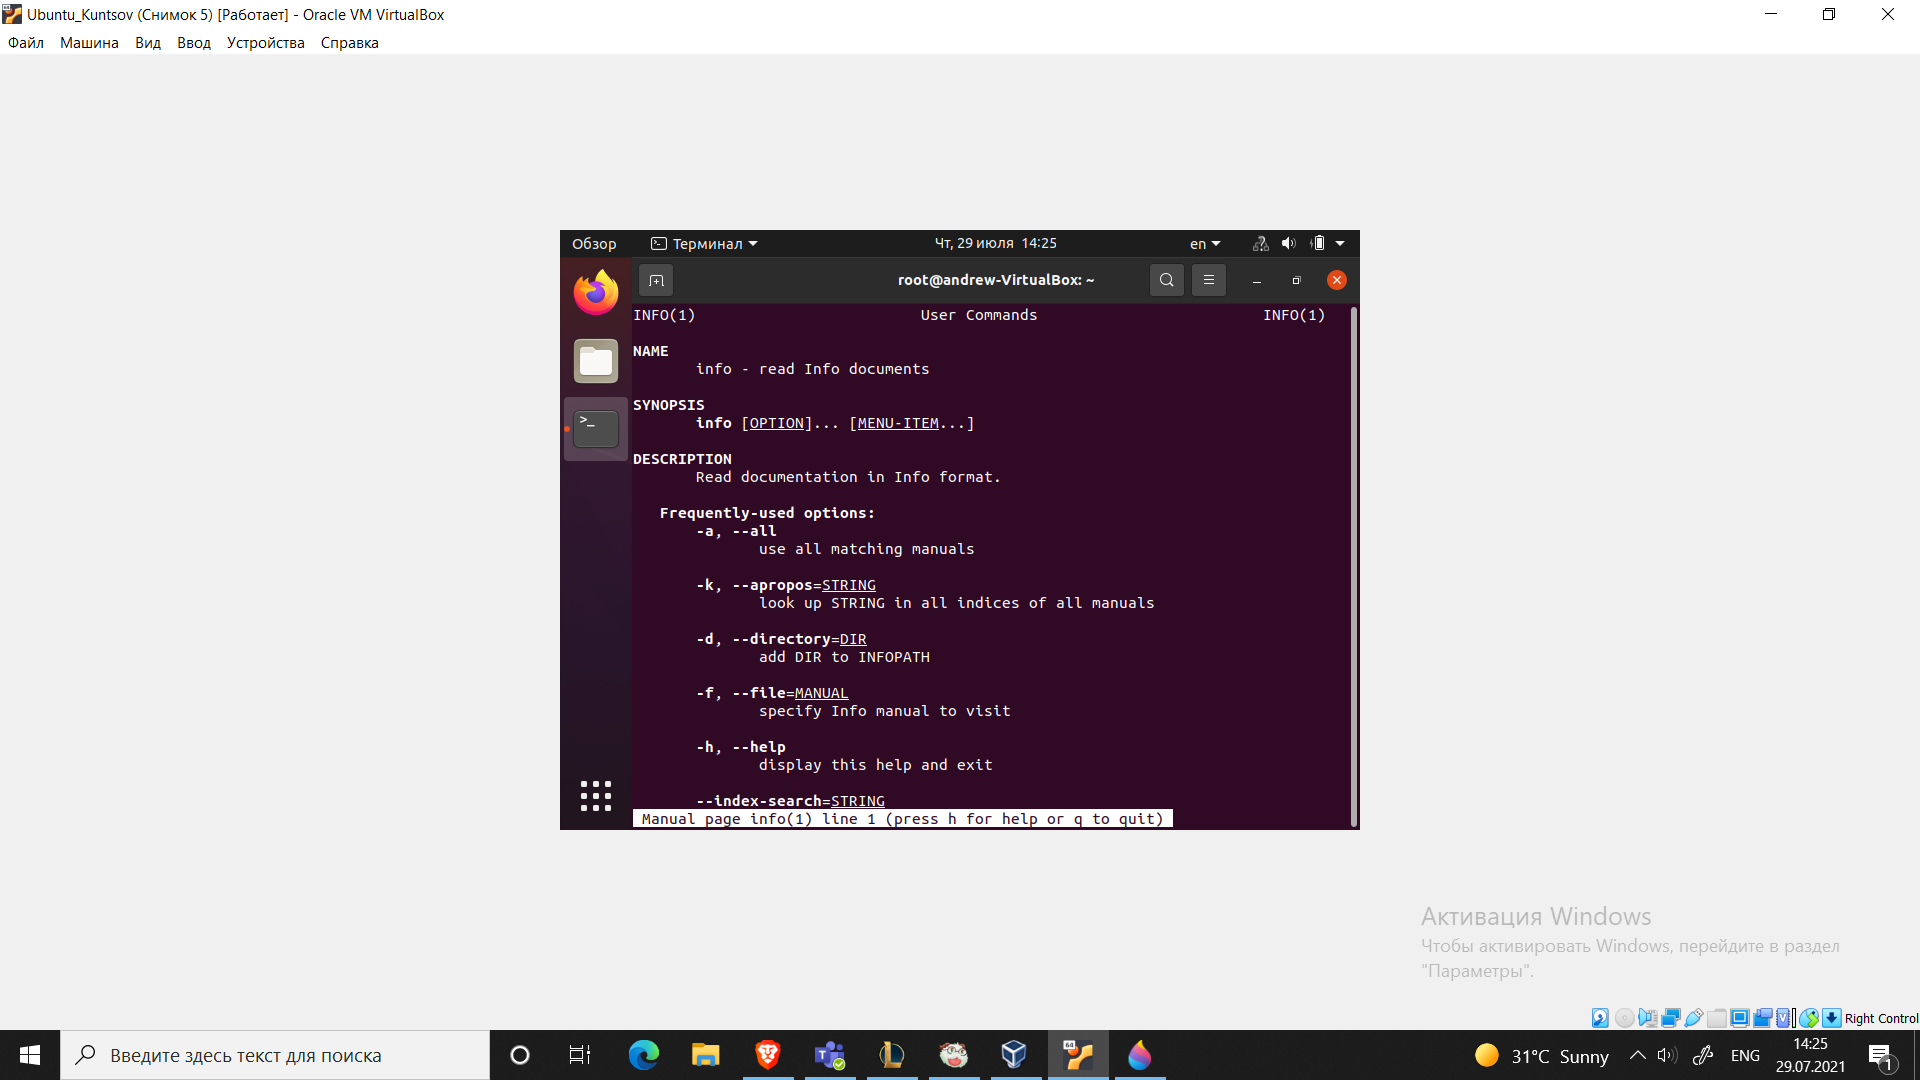 Ubuntu_Kuntsov (Снимок 5) [Работает] - Oracle VM VirtualBox
Файл Машина Вид Ввод Устройства Справка
Обзор Терминал Чт, 29 июля 14:25 en
root@andrew-VirtualBox: ~
INFO(1) User Commands INFO(1)
NAME
info - read Info documents
SYNOPSIS
info [OPTION]... [MENU-ITEM...]
DESCRIPTION
Read documentation in Info format.
Frequently-used options:
-a, --all
use all matching manuals
-k, --apropos=STRING
look up STRING in all indices of all manuals
-d, --directory=DIR
add DIR to INFOPATH
-f, --file=MANUAL
specify Info manual to visit
-h, --help
display this help and exit
--index-search=STRING
Manual page info(1) line 1 (press h for help or q to quit)
Активация Windows
Чтобы активировать Windows, перейдите в раздел
"Параметры".
Right Control
Введите здесь текст для поиска
31°C Sunny
ENG
14:25
29.07.2021
1